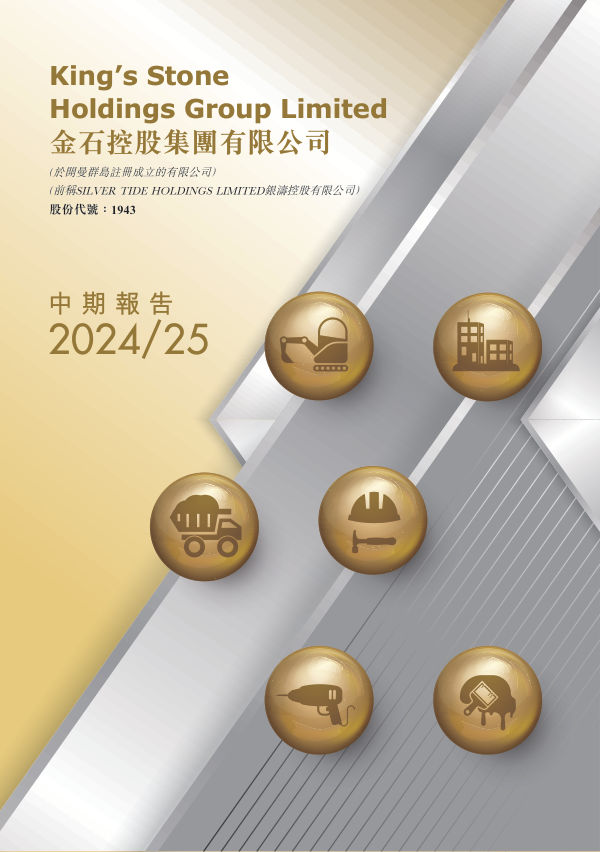 King's Stone
Holdings Group Limited
金石控股集團有限公司
(於開曼群島註冊成立的有限公司)
(前稱SILVER TIDE HOLDINGS LIMITED銀濤控股有限公司)
股份代號：1943
中期報告
2024/25